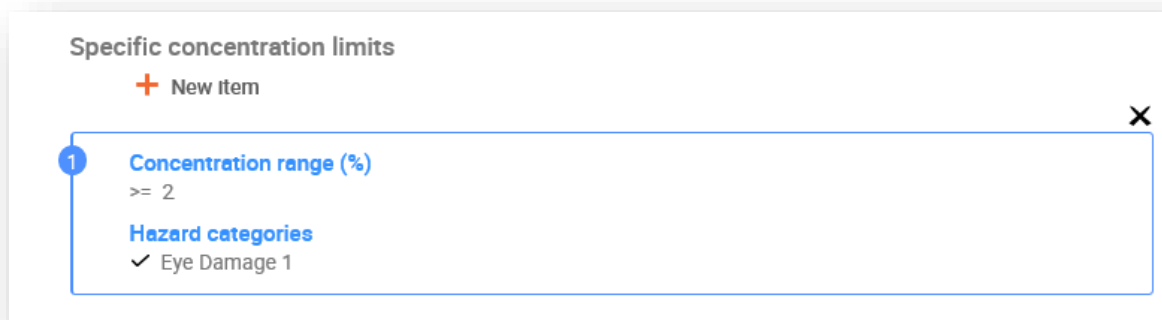 Specific concentration limits
New Item
1
Concentration range (%)
>= 2
Hazard categories
Eye Damage 1